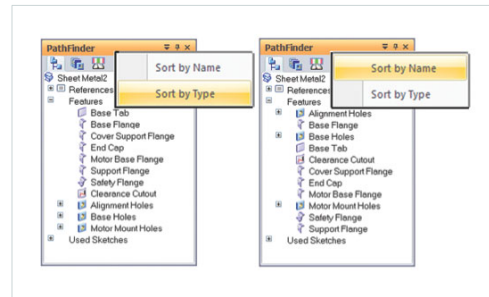 PathFinder
Sort by Name
Sort by Type
Sheet Metal2
References
Features
Base Tab
Base Flange
Cover Support Flange
End Cap
Motor Base Flange
Support Flange
Safety Flange
Clearance Cutout
Alignment Holes
Base Holes
Motor Mount Holes
Used Sketches
PathFinder
Sort by Name
Sort by Type
Sheet Metal2
References
Features
Alignment Holes
Base Flange
Base Holes
Base Tab
Clearance Cutout
Cover Support Flange
End Cap
Motor Base Flange
Motor Mount Holes
Safety Flange
Support Flange
Used Sketches